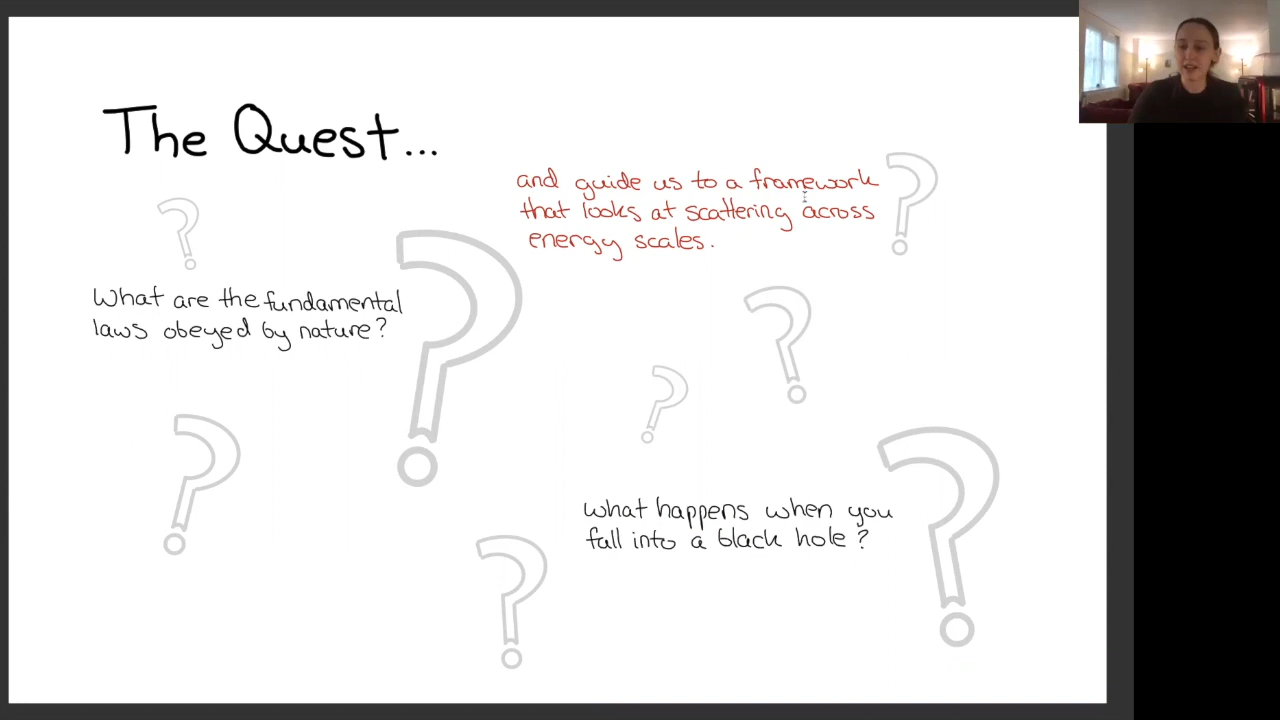 The Quest...
and guide us to a framework
that looks at scattering across
energy scales.
What are the fundamental
laws obeyed by nature?
What happens when you
fall into a black hole?